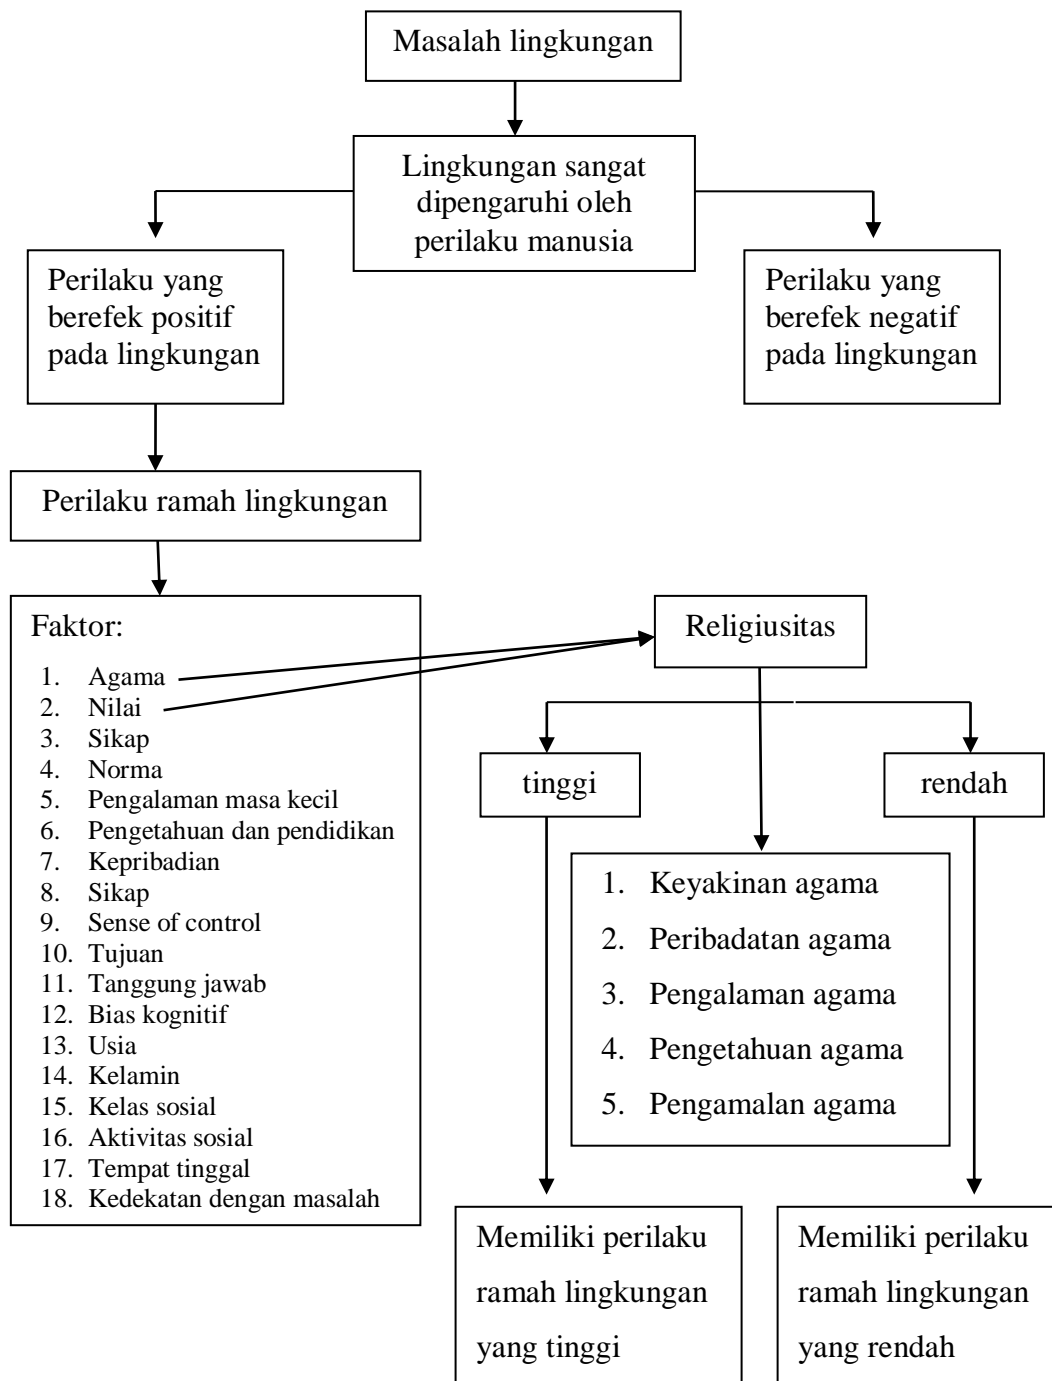 Masalah lingkungan
Lingkungan sangat
dipengaruhi oleh
perilaku manusia
Perilaku yang
berefek positif
pada lingkungan
Perilaku yang
berefek negatif
pada lingkungan
Perilaku ramah lingkungan
Faktor:
1. Agama
2. Nilai
3. Sikap
4. Norma
5. Pengalaman masa kecil
6. Pengetahuan dan pendidikan
7. Kepribadian
8. Sikap
9. Sense of control
10. Tujuan
11. Tanggung jawab
12. Bias kognitif
13. Usia
14. Kelamin
15. Kelas sosial
16. Aktivitas sosial
17. Tempat tinggal
18. Kedekatan dengan masalah
Religiusitas
tinggi
rendah
1. Keyakinan agama
2. Peribadatan agama
3. Pengalaman agama
4. Pengetahuan agama
5. Pengamalan agama
Memiliki perilaku
ramah lingkungan
yang tinggi
Memiliki perilaku
ramah lingkungan
yang rendah